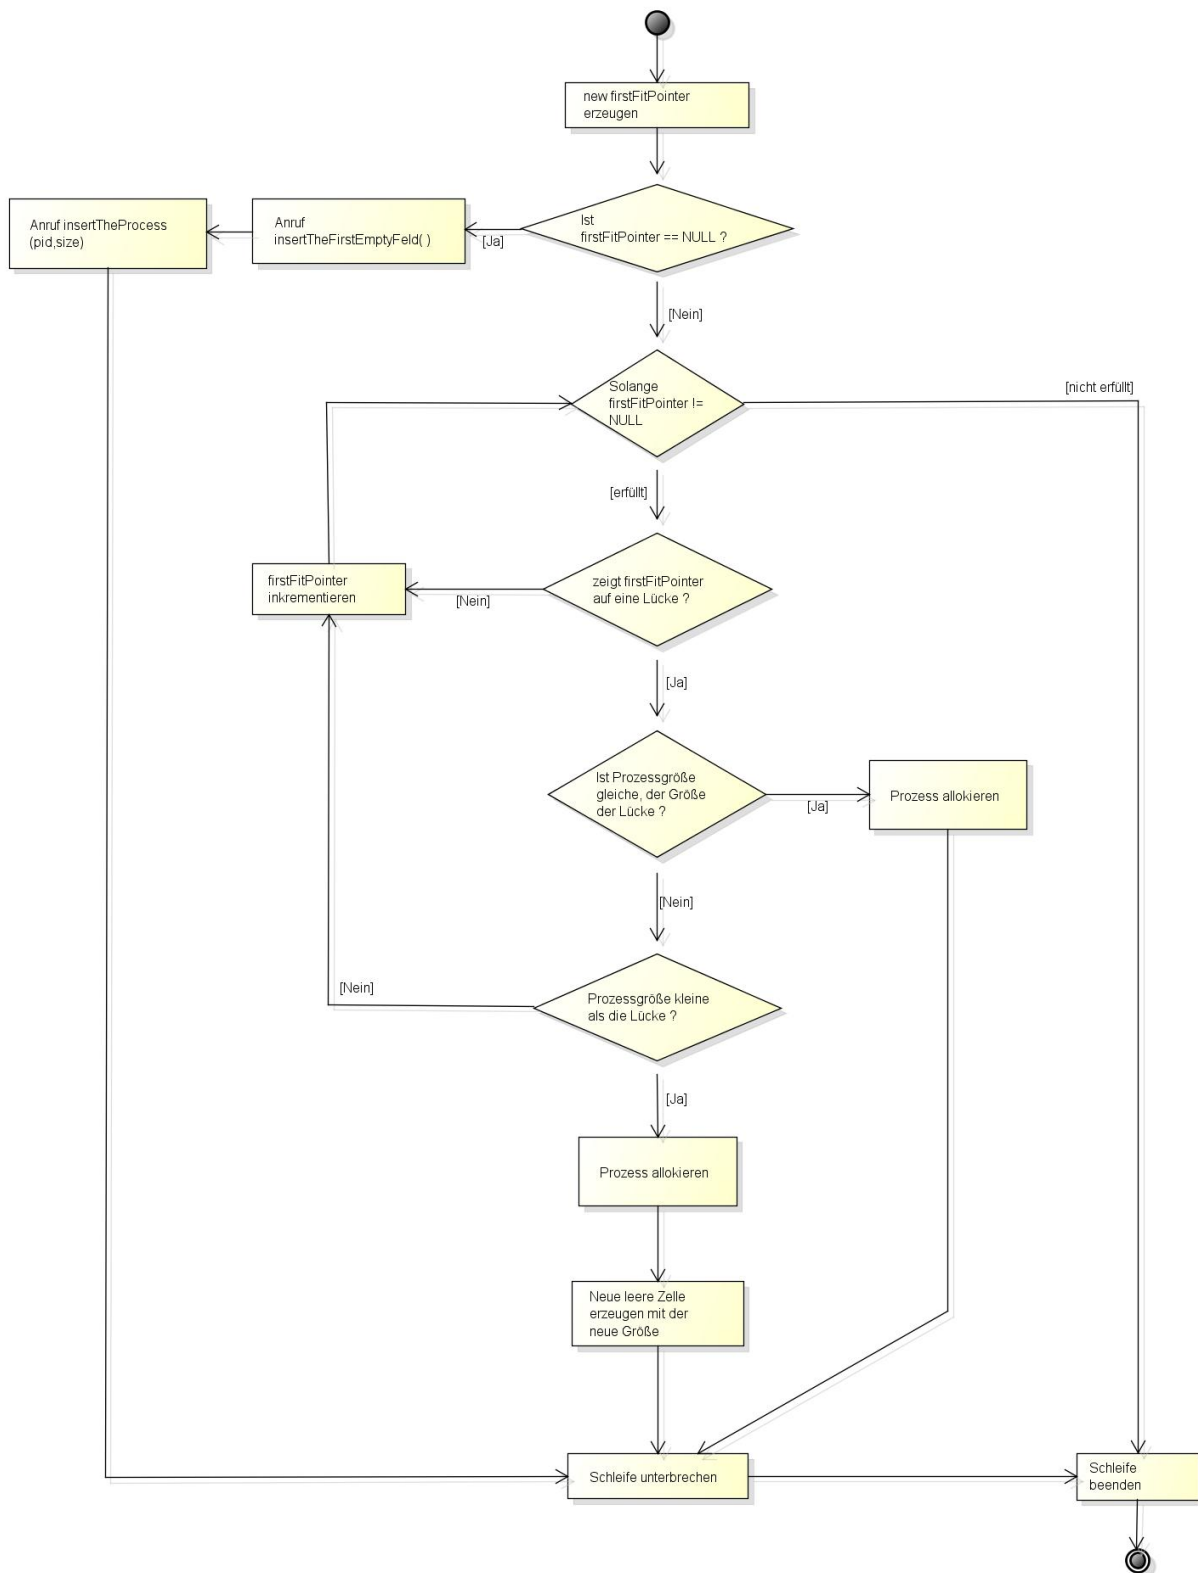 new firstFitPointer
erzeugen
Ist
firstFitPointer == NULL ?
[Ja]
Anruf
insertTheFirstEmptyFeld( )
Anruf insertTheProcess
(pid,size)
[Nein]
Solange
firstFitPointer !=
NULL
[nicht erfüllt]
[erfüllt]
zeigt firstFitPointer
auf eine Lücke ?
[Nein]
firstFitPointer
inkrementieren
[Ja]
Ist Prozessgröße
gleiche, der Größe
der Lücke ?
[Ja]
Prozess allokieren
[Nein]
Prozessgröße kleine
als die Lücke ?
[Nein]
[Ja]
Prozess allokieren
Neue leere Zelle
erzeugen mit der
neue Größe
Schleife unterbrechen
Schleife
beenden